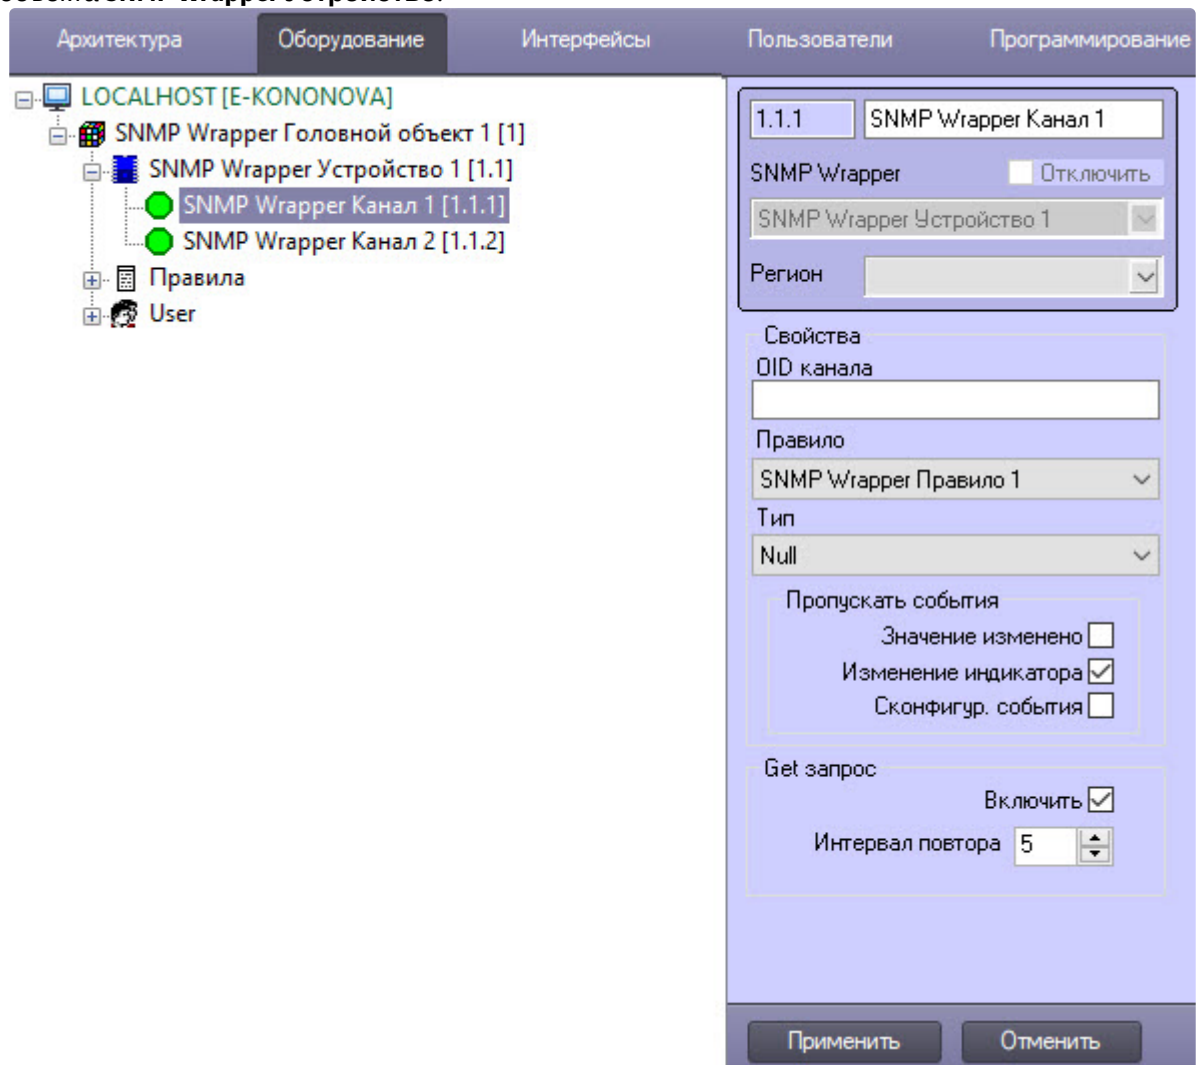 SNMP Wrapper Устройство.
Архитектура Оборудование Интерфейсы Пользователи Программирование
LOCALHOST [E-KONONOVA]
SNMP Wrapper Головной объект 1 [1]
SNMP Wrapper Устройство 1 [1.1]
SNMP Wrapper Канал 1 [1.1.1]
SNMP Wrapper Канал 2 [1.1.2]
Правила
User
1.1.1 SNMP Wrapper Канал 1
SNMP Wrapper Отключить
SNMP Wrapper Устройство 1
Регион
Свойства
OID канала
Правило
SNMP Wrapper Правило 1
Тип
Null
Пропускать события
Значение изменено
Изменение индикатора
Сконфигур. события
Get запрос
Включить
Интервал повтора 5
Применить Отменить